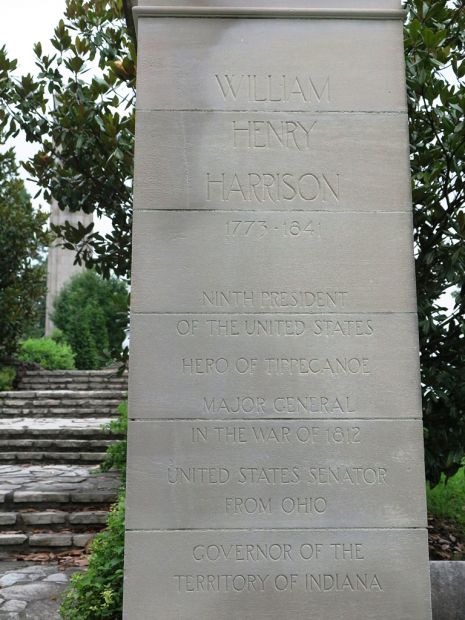 WILLIAM
HENRY
HARRISON
1773-1841
NINTH PRESIDENT
OF THE UNITED STATES
HERO OF TIPPECANOE
MAJOR GENERAL
IN THE WAR OF 1812
UNITED STATES SENATOR
FROM OHIO
GOVERNOR OF THE
TERRITORY OF INDIANA